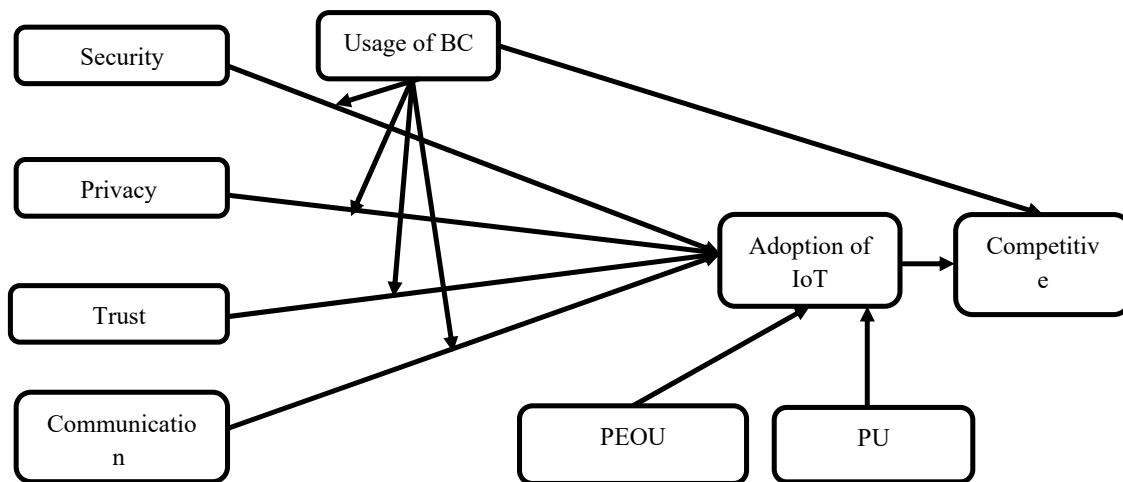 Security
Usage of BC
Privacy
Adoption of
IoT
Competitiv
e
Trust
Communicatio
n
PEOU
PU